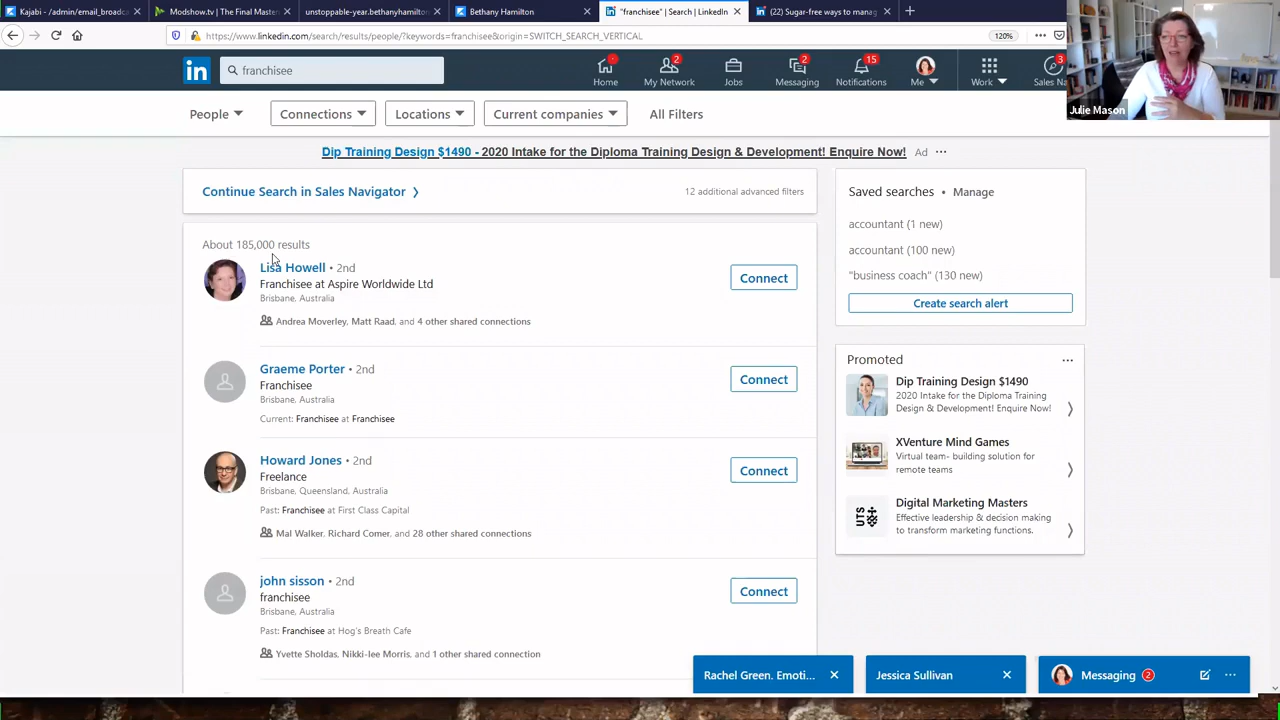 Kajabi - /admin/email_broadca
Modshow.tv | The Final Master
unstoppable-year.bethanyhamilton
Bethany Hamilton
"franchisee" | Search | LinkedIn
(22) Sugar-free ways to manag
https://www.linkedin.com/search/results/people/?keywords=franchisee&origin=SWITCH_SEARCH_VERTICAL
120%
in
franchisee
Home
2
My Network
Jobs
2
Messaging
15
Notifications
Me
Work
3
Sales Na
Julie Mason
People
Connections
Locations
Current companies
All Filters
Dip Training Design $1490 - 2020 Intake for the Diploma Training Design & Development! Enquire Now! Ad
Continue Search in Sales Navigator
12 additional advanced filters
About 185,000 results
Lisa Howell • 2nd
Franchisee at Aspire Worldwide Ltd
Brisbane, Australia
Andrea Moverley, Matt Raad, and 4 other shared connections
Connect
Graeme Porter • 2nd
Franchisee
Brisbane, Australia
Current: Franchisee at Franchisee
Connect
Howard Jones • 2nd
Freelance
Brisbane, Queensland, Australia
Past: Franchisee at First Class Capital
Mal Walker, Richard Comer, and 28 other shared connections
Connect
john sisson • 2nd
franchisee
Brisbane, Australia
Past: Franchisee at Hog's Breath Cafe
Yvette Sholdas, Nikki-lee Morris, and 1 other shared connection
Connect
Saved searches • Manage
accountant (1 new)
accountant (100 new)
"business coach" (130 new)
Create search alert
Promoted
Dip Training Design $1490
2020 Intake for the Diploma Training
Design & Development! Enquire Now!
XVenture Mind Games
Virtual team- building solution for
remote teams
UTS
Digital Marketing Masters
Effective leadership & decision making
to transform marketing functions.
Rachel Green. Emoti...
Jessica Sullivan
Messaging 2